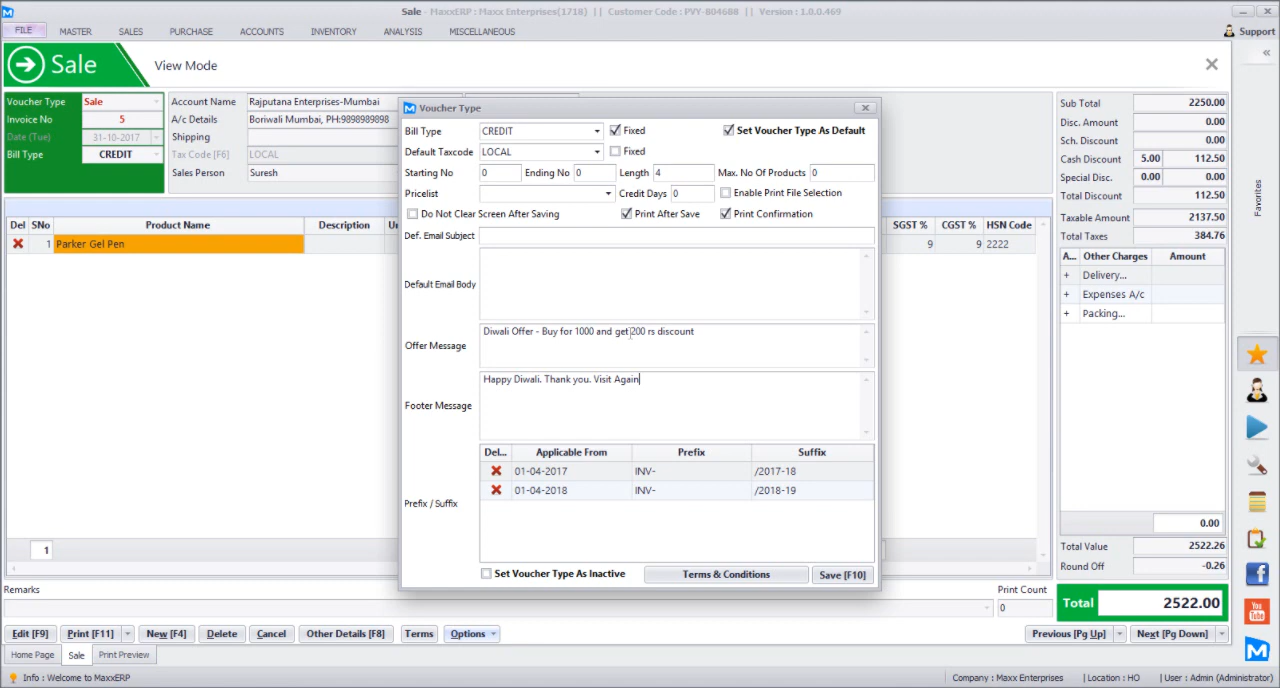 Sale - MaxxERP : Maxx Enterprises{1718} || Customer Code : PVY-B04688 || Version : 1.0.0.469
FILE MASTER SALES PURCHASE ACCOUNTS INVENTORY ANALYSIS MISCELLANEOUS Support
Sale View Mode
Voucher Type Sale
Invoice No 5
Date (Tue) 31-10-2017
Bill Type CREDIT
Account Name Rajputana Enterprises-Mumbai
A/c Details Boriwali Mumbai, PH:9898989898
Shipping
Tax Code [F6] LOCAL
Sales Person Suresh
Del SNo Product Name Description Un
1 Parker Gel Pen
SGST % CGST % HSN Code
9 9 2222
1
Voucher Type
Bill Type CREDIT Fixed Set Voucher Type As Default
Default Taxcode LOCAL Fixed
Starting No 0 Ending No 0 Length 4 Max. No Of Products 0
Pricelist Credit Days 0 Enable Print File Selection
Do Not Clear Screen After Saving Print After Save Print Confirmation
Def. Email Subject
Default Email Body
Offer Message Diwali Offer - Buy for 1000 and get 200 rs discount
Footer Message Happy Diwali. Thank you. Visit Again
Prefix / Suffix
Del... Applicable From Prefix Suffix
01-04-2017 INV- /2017-18
01-04-2018 INV- /2018-19
Set Voucher Type As Inactive Terms & Conditions Save [F10]
Sub Total 2250.00
Disc. Amount 0.00
Sch. Discount 0.00
Cash Discount 5.00 112.50
Special Disc. 0.00 0.00
Total Discount 112.50
Taxable Amount 2137.50
Total Taxes 384.76
A... Other Charges Amount
+ Delivery...
+ Expenses A/c
+ Packing...
0.00
Total Value 2522.26
Round Off -0.26
Total 2522.00
Favorites
f
You
Tube
Remarks Print Count
0
Edit [F9] Print [F11] New [F4] Delete Cancel Other Details [F8] Terms Options Previous [Pg Up] Next [Pg Down]
Home Page Sale Print Preview
Info : Welcome to MaxxERP Company : Maxx Enterprises |Location : HO |User : Admin (Administrator)